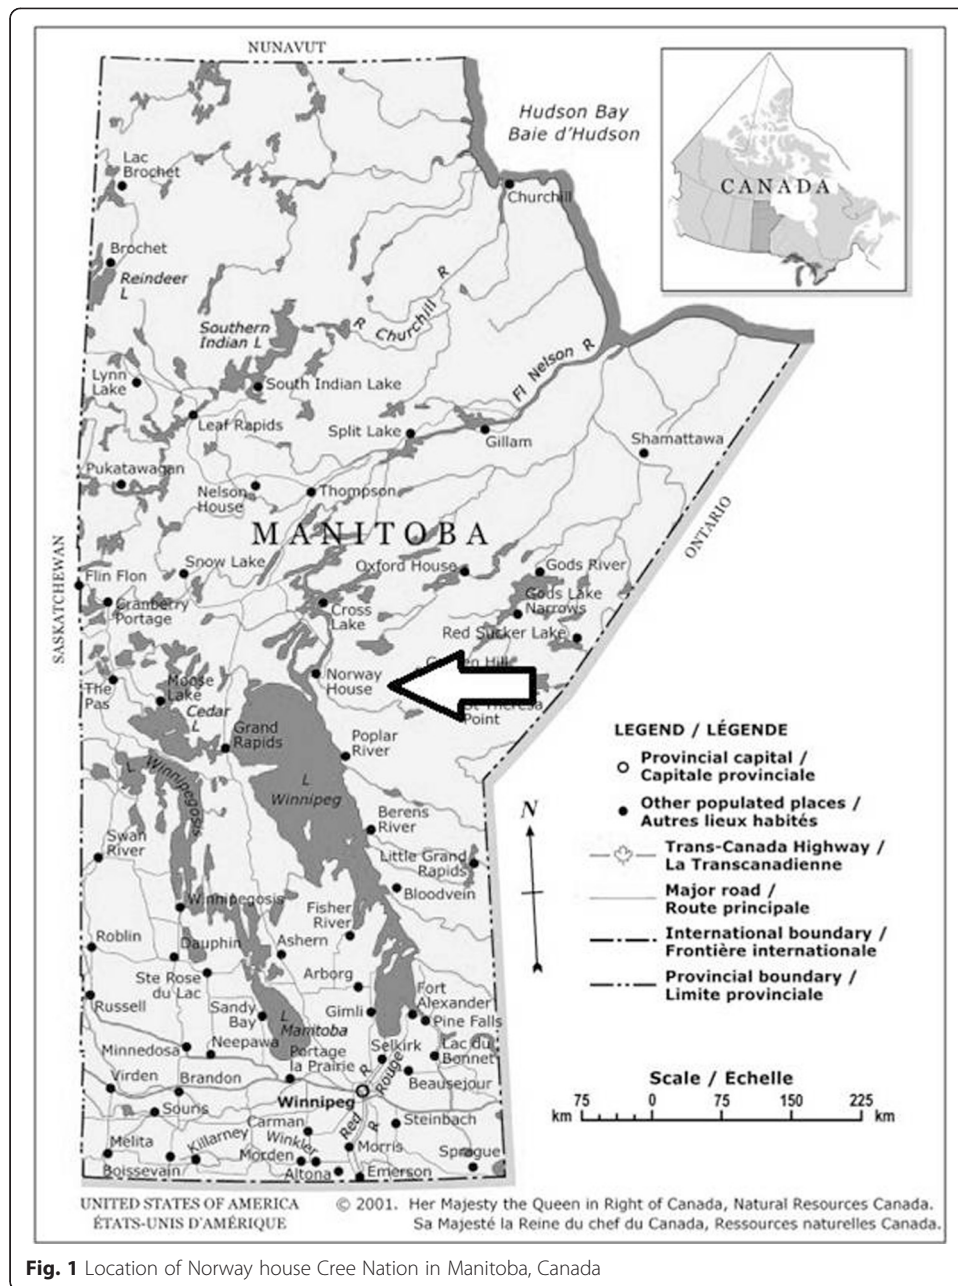 NUNAVUT
Hudson Bay
Baie d'Hudson
CANADA
Lac
Brochet
Churchill
Brochet
Reindeer
L
R Churchill R
Southern
Indian L
Fl Nelson R
Lynn
Lake
South Indian Lake
Leaf Rapids
Split Lake
Gillam
Shamattawa
Pukatawagan
Nelson
House
Thompson
MANITOBA
ONTARIO
SASKATCHEWAN
Snow Lake
Oxford House
Gods River
Flin Flon
Cranberry
Portage
Cross
Lake
Gods Lake
Narrows
Red Sucker Lake
Norway
House
Hill
St Theresa
Point
The
Pas
Moose
Lake
Cedar
L
Grand
Rapids
Poplar
River
L Winnipegosis
L
Winnipeg
Berens
River
Swan
River
Little Grand
Rapids
Bloodvein
Winnipegosis
Fisher
River
Roblin
Dauphin
Ashern
Ste Rose
du Lac
Arborg
Fort
Alexander
Russell
Sandy
Bay
L
Manitoba
Gimli
Pine Falls
Minnedosa
Neepawa
Portage
la Prairie
Selkirk
Lac du
Bonnet
R Rouge
Virden
Brandon
Beausejour
Winnipeg
Souris
Carman
Red R
Steinbach
Melita
Killarney
Winkler
Morris
Boissevain
Morden
Altona
Emerson
Sprague
LEGEND / LÉGENDE
Provincial capital /
Capitale provinciale
Other populated places /
Autres lieux habités
Trans-Canada Highway /
La Transcanadienne
Major road /
Route principale
International boundary /
Frontière internationale
Provincial boundary /
Limite provinciale
N
Scale / Echelle
75 0 75 150 225
km km
UNITED STATES OF AMERICA
ÉTATS-UNIS D'AMÉRIQUE
© 2001. Her Majesty the Queen in Right of Canada, Natural Resources Canada.
Sa Majesté la Reine du chef du Canada, Ressources naturelles Canada.
Fig. 1 Location of Norway house Cree Nation in Manitoba, Canada